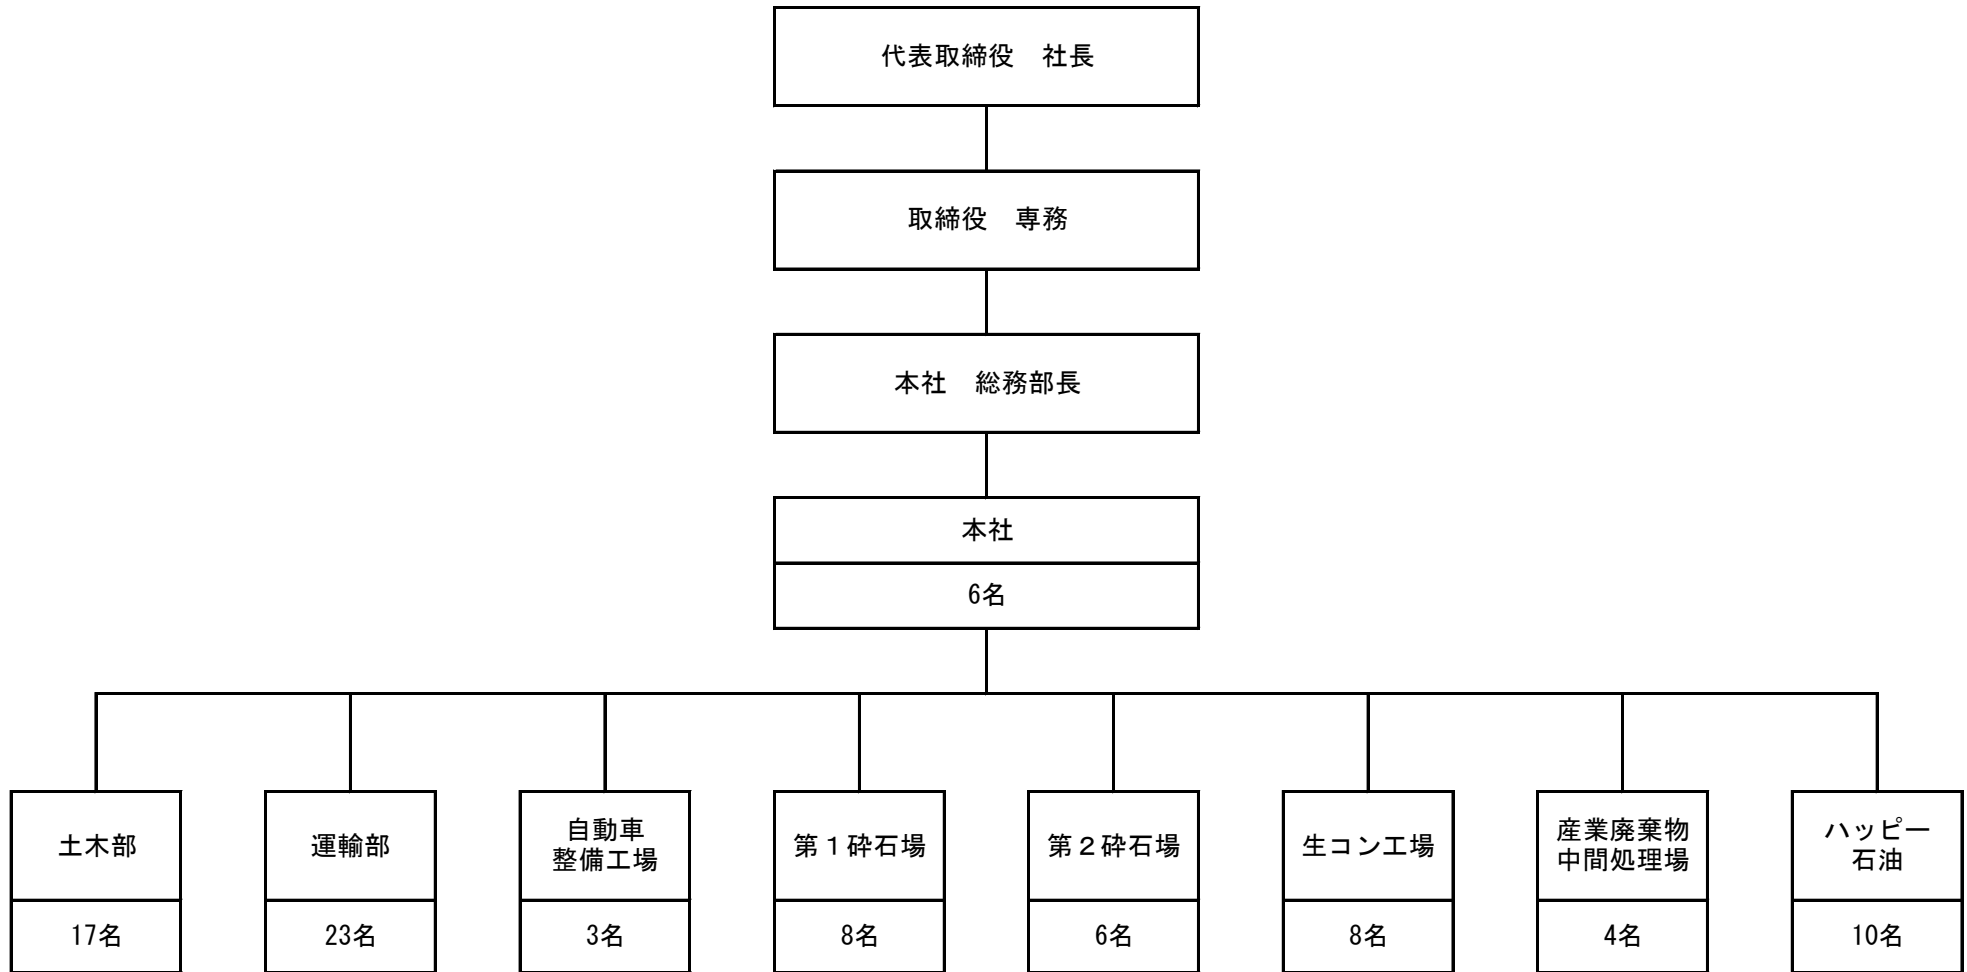 代表取締役　社長
取締役　専務
本社　総務部長
本社
6名
土木部
17名
運輸部
23名
自動車
整備工場
3名
第１砕石場
8名
第２砕石場
6名
生コン工場
8名
産業廃棄物
中間処理場
4名
ハッピー
石油
10名